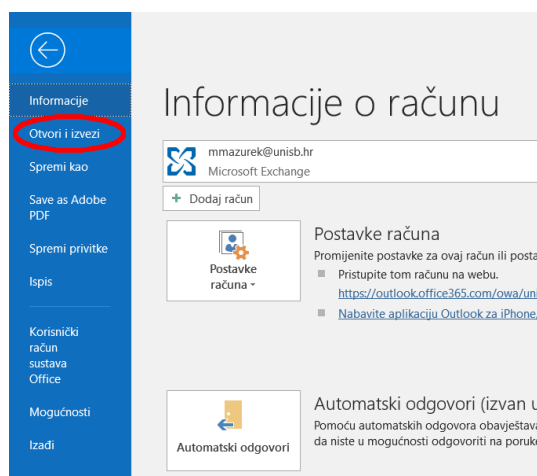 Informacije
Otvori i izvezi
Spremi kao
Save as Adobe
PDF
Spremi privitke
Ispis
Korisnički
račun
sustava
Office
Mogućnosti
Izađi
Informacije o računu
mmazurek@unisb.hr
Microsoft Exchange
+ Dodaj račun
Postavke
računa
Postavke računa
Promijenite postavke za ovaj račun ili posta
Pristupite tom računu na webu.
https://outlook.office365.com/owa/uni
Nabavite aplikaciju Outlook za iPhone,
Automatski odgovori
Automatski odgovori (izvan u
Pomoću automatskih odgovora obavještava
da niste u mogućnosti odgovoriti na poruke